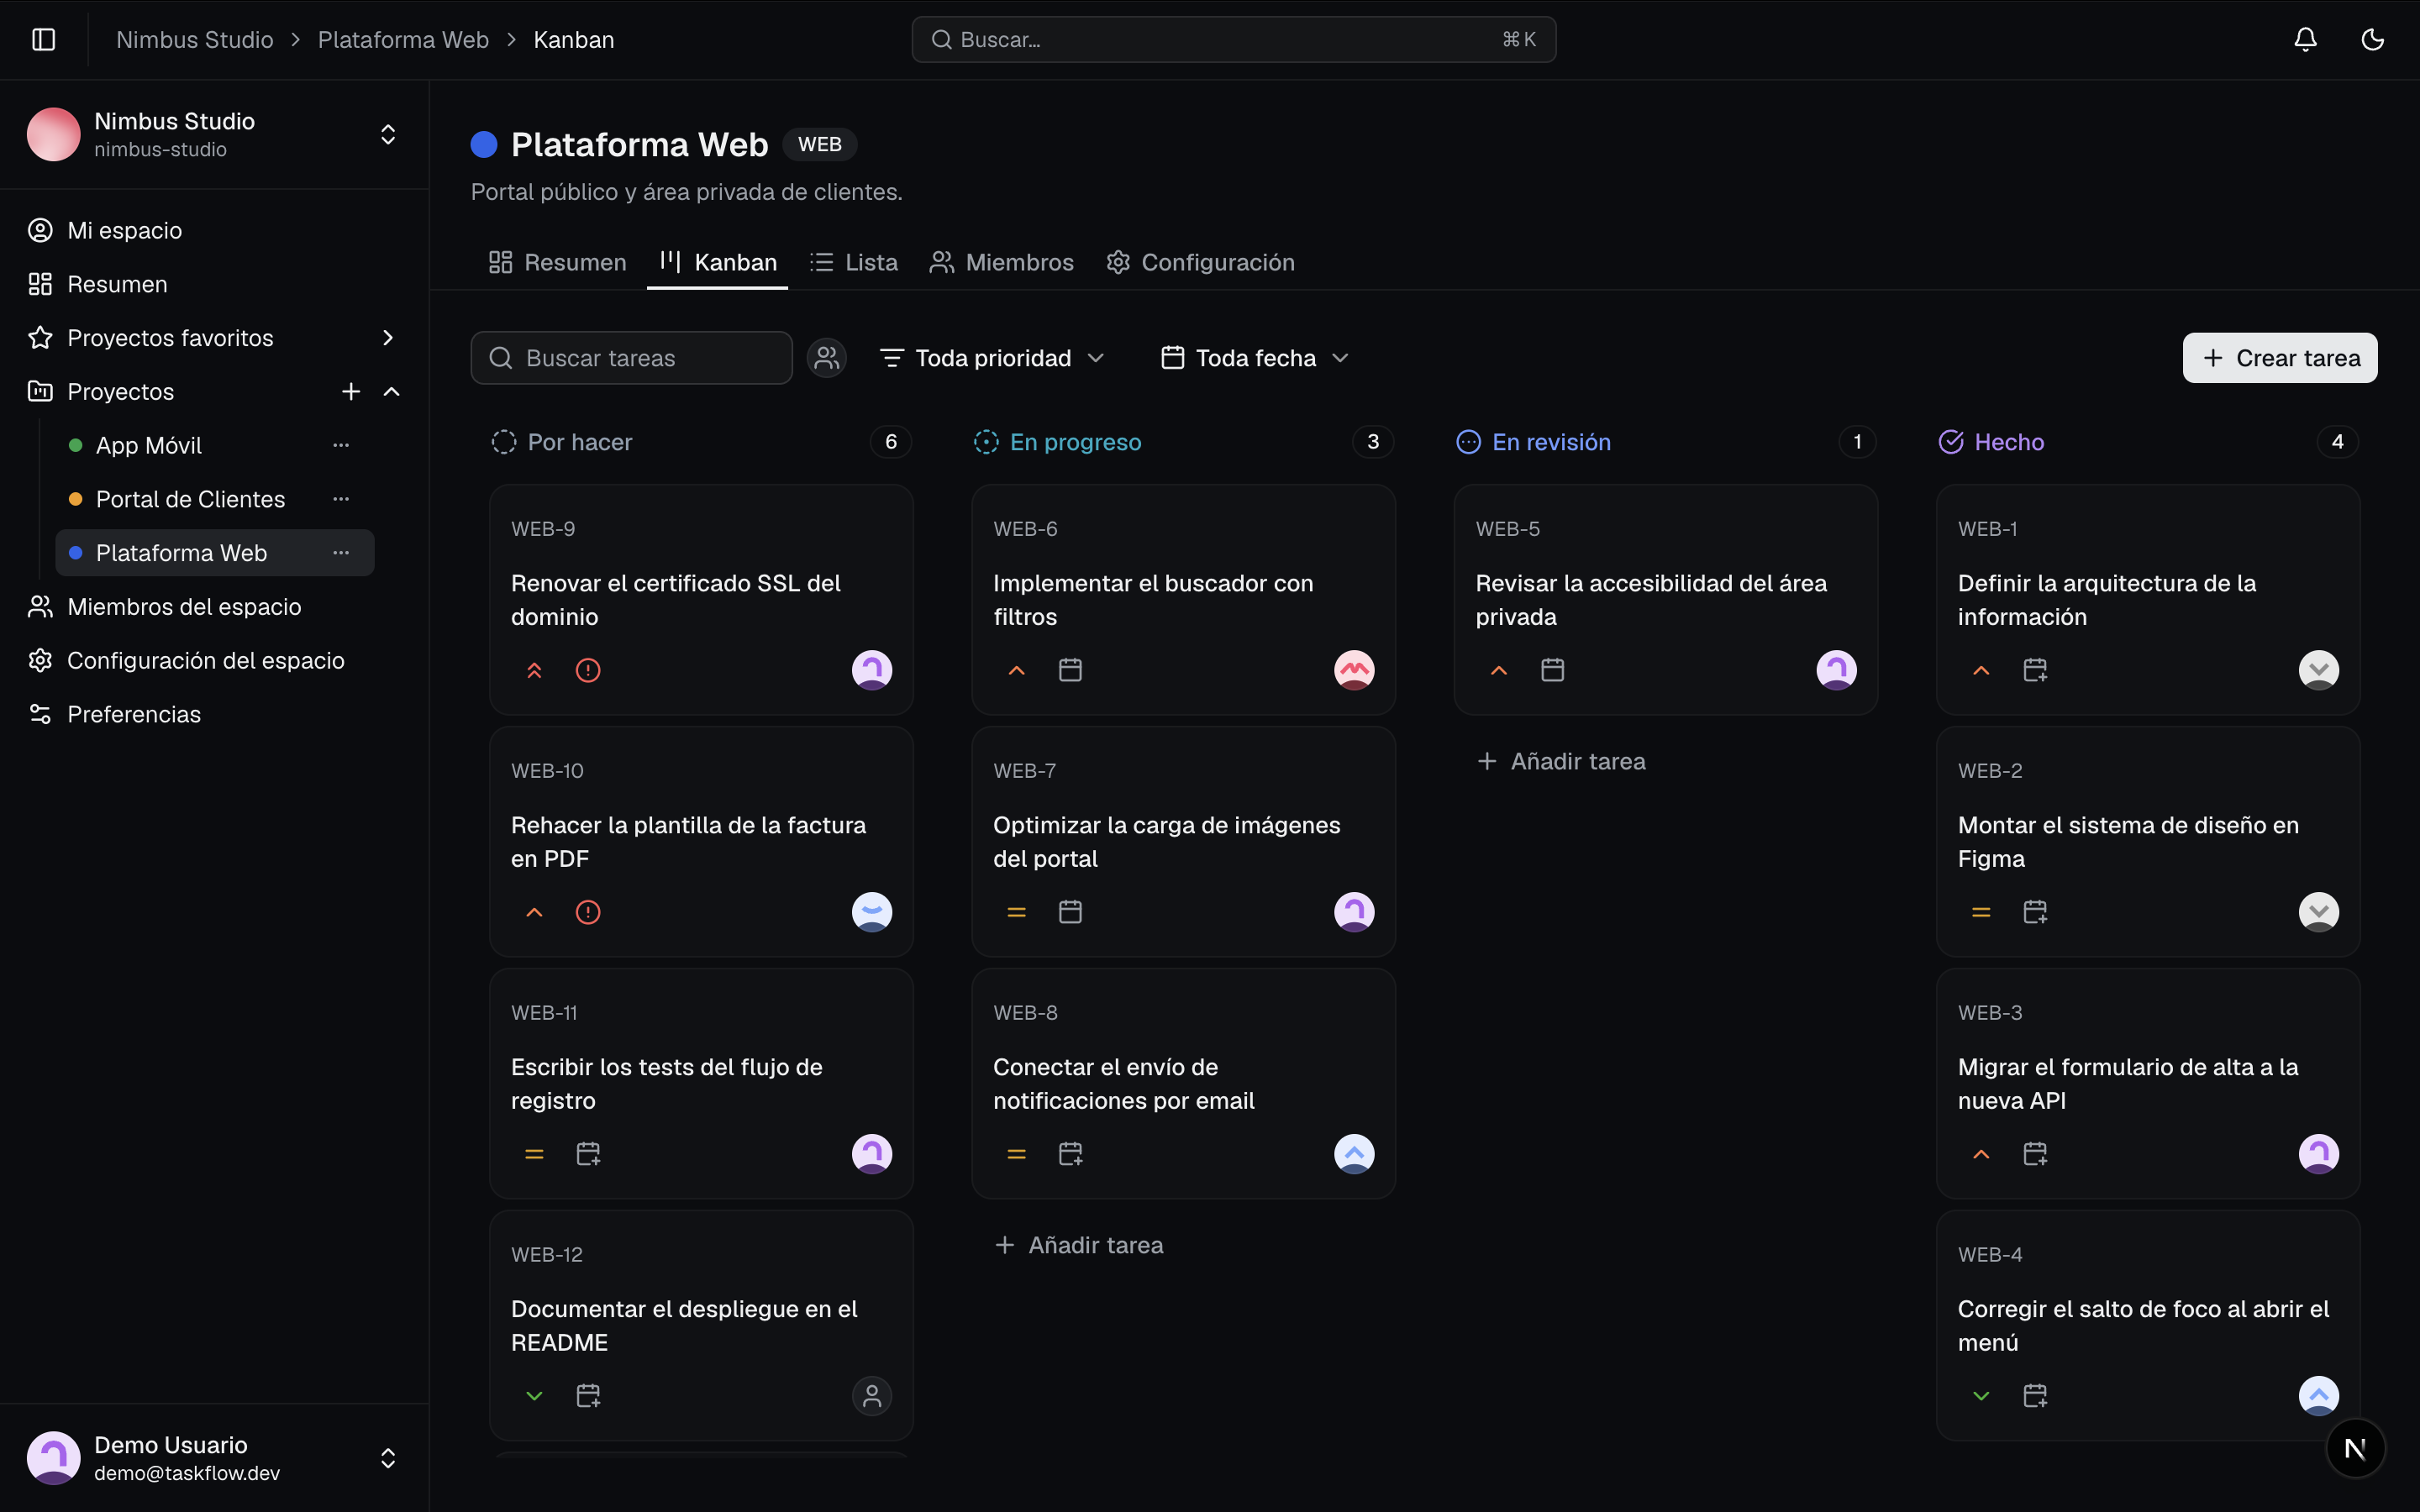 Nimbus Studio > Plataforma Web > Kanban
Buscar... ⌘K
Nimbus Studio
nimbus-studio
Mi espacio
Resumen
Proyectos favoritos
Proyectos
App Móvil
Portal de Clientes
Plataforma Web
Miembros del espacio
Configuración del espacio
Preferencias
Demo Usuario
demo@taskflow.dev
Plataforma Web WEB
Portal público y área privada de clientes.
Resumen Kanban Lista Miembros Configuración
Buscar tareas Toda prioridad Toda fecha + Crear tarea
Por hacer 6
WEB-9
Renovar el certificado SSL del
dominio
WEB-10
Rehacer la plantilla de la factura
en PDF
WEB-11
Escribir los tests del flujo de
registro
WEB-12
Documentar el despliegue en el
README
En progreso 3
WEB-6
Implementar el buscador con
filtros
WEB-7
Optimizar la carga de imágenes
del portal
WEB-8
Conectar el envío de
notificaciones por email
+ Añadir tarea
En revisión 1
WEB-5
Revisar la accesibilidad del área
privada
+ Añadir tarea
Hecho 4
WEB-1
Definir la arquitectura de la
información
WEB-2
Montar el sistema de diseño en
Figma
WEB-3
Migrar el formulario de alta a la
nueva API
WEB-4
Corregir el salto de foco al abrir el
menú
N